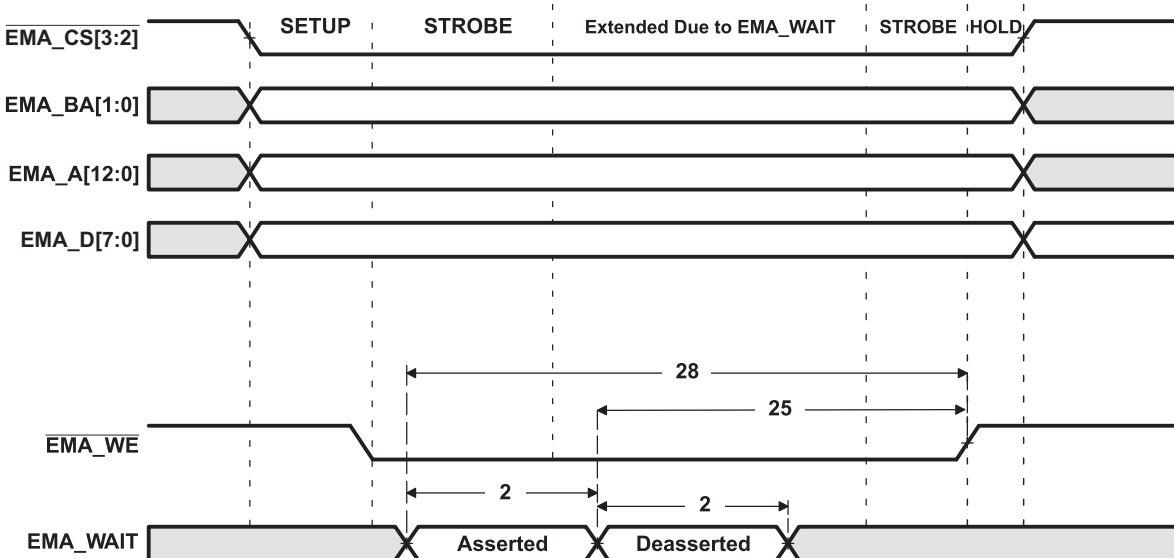 EMA_CS[3:2] SETUP STROBE Extended Due to EMA_WAIT STROBE HOLD
EMA_BA[1:0]
EMA_A[12:0]
EMA_D[7:0]
28
25
EMA_WE
2
2
EMA_WAIT Asserted Deasserted